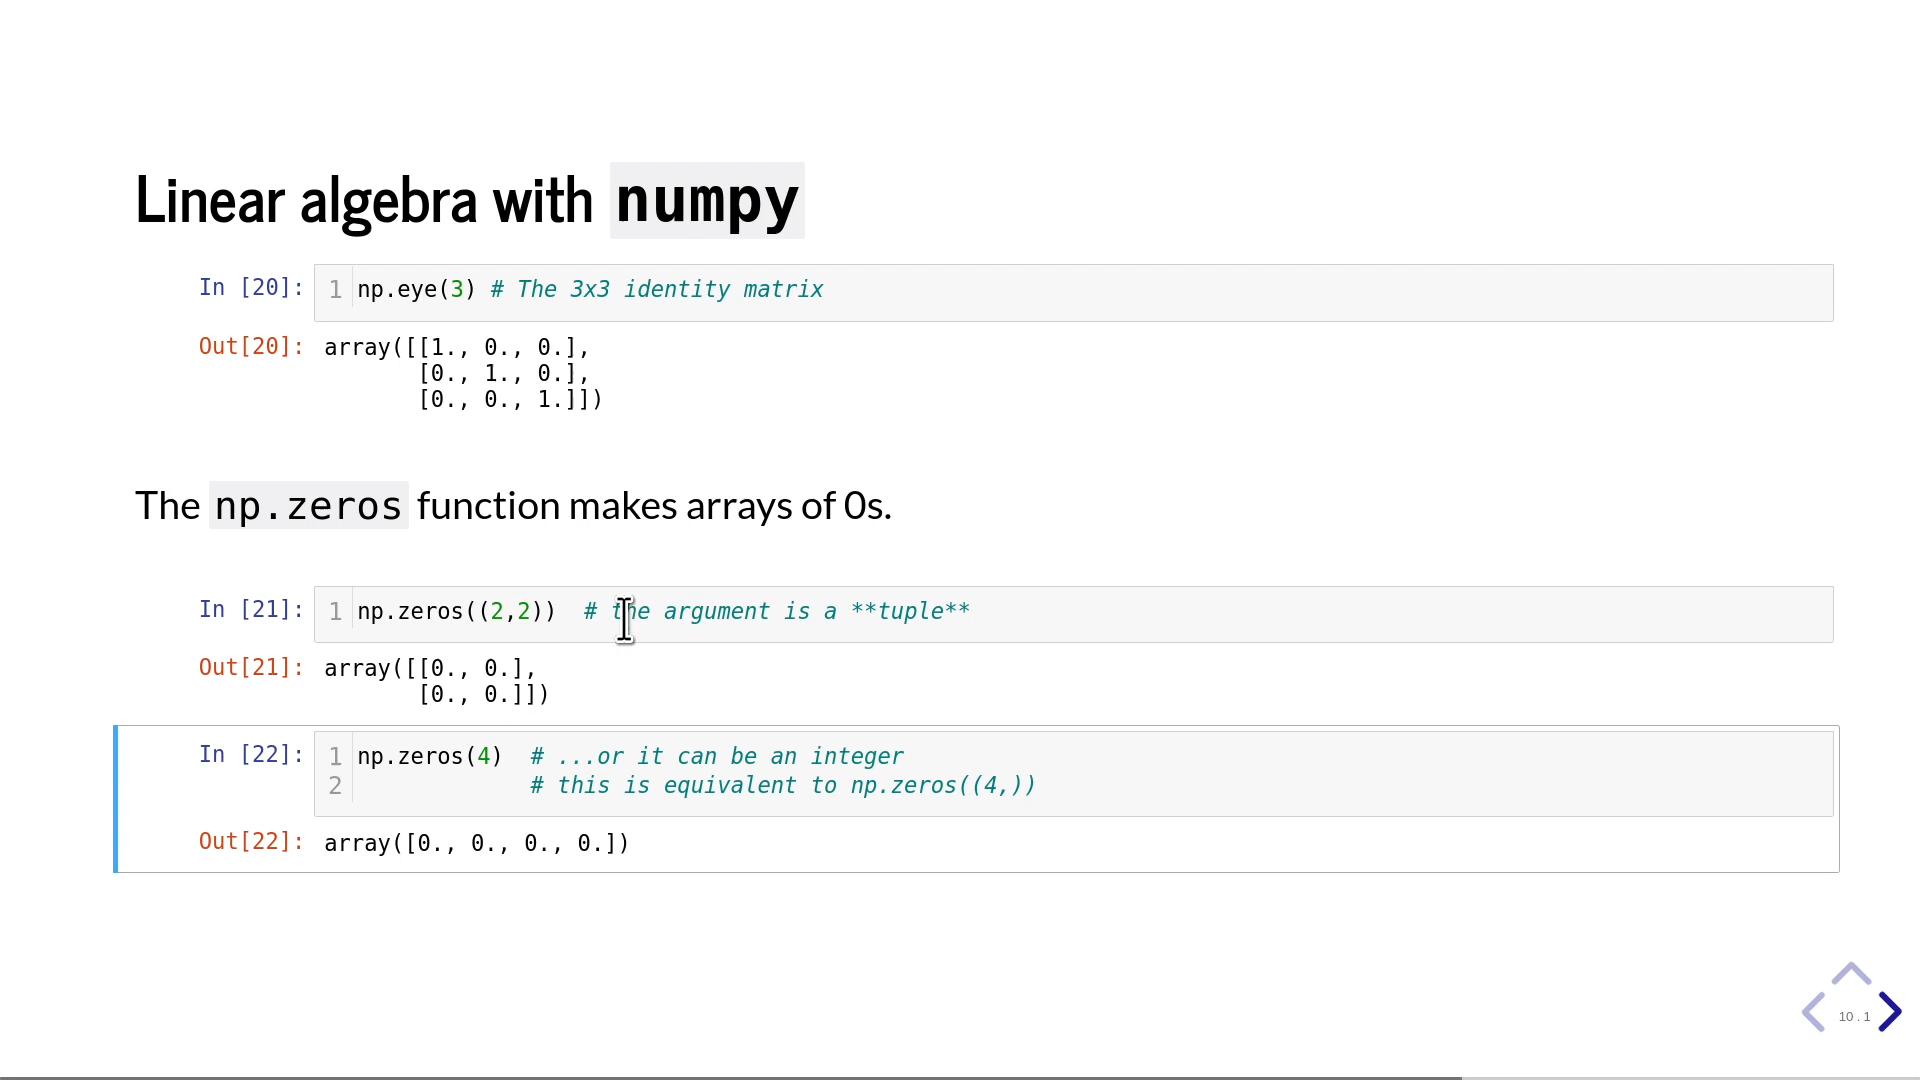 Linear algebra with numpy
In [20]: 1 np.eye(3) # The 3x3 identity matrix
Out[20]: array([[1., 0., 0.],
[0., 1., 0.],
[0., 0., 1.]])
The np.zeros function makes arrays of 0s.
In [21]: 1 np.zeros((2,2))  # the argument is a **tuple**
Out[21]: array([[0., 0.],
[0., 0.]])
In [22]: 1 np.zeros(4)  # ...or it can be an integer
2 # this is equivalent to np.zeros((4,))
Out[22]: array([0., 0., 0., 0.])
10 . 1